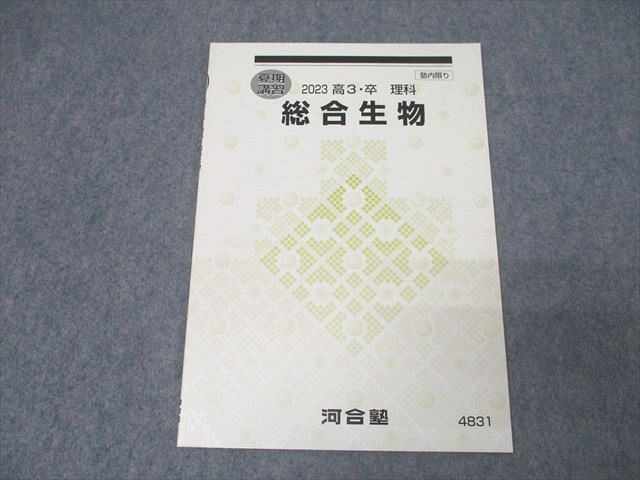 塾内限り
夏期
講習
2023 高3・卒 理科
総合生物
河合塾
4831